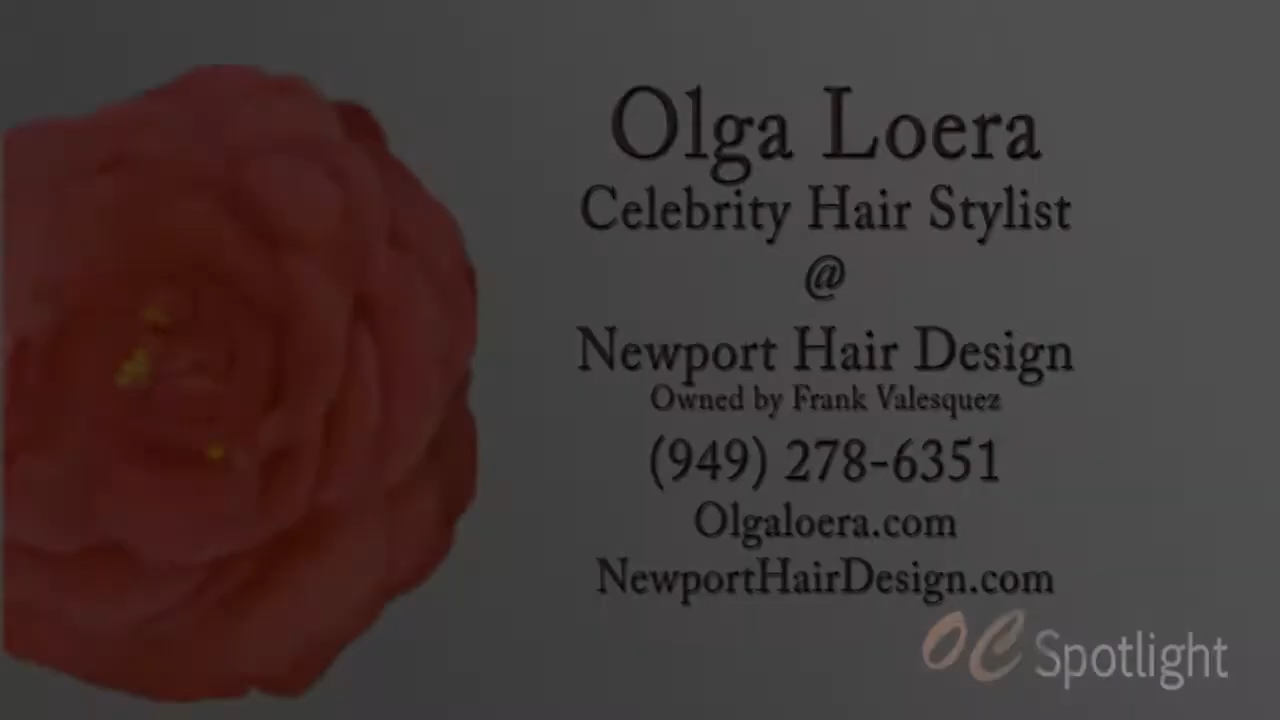 Olga Loera
Celebrity Hair Stylist
@
Newport Hair Design
Owned by Frank Valesquez
(949) 278-6351
Olgaloera.com
NewportHairDesign.com
OC Spotlight